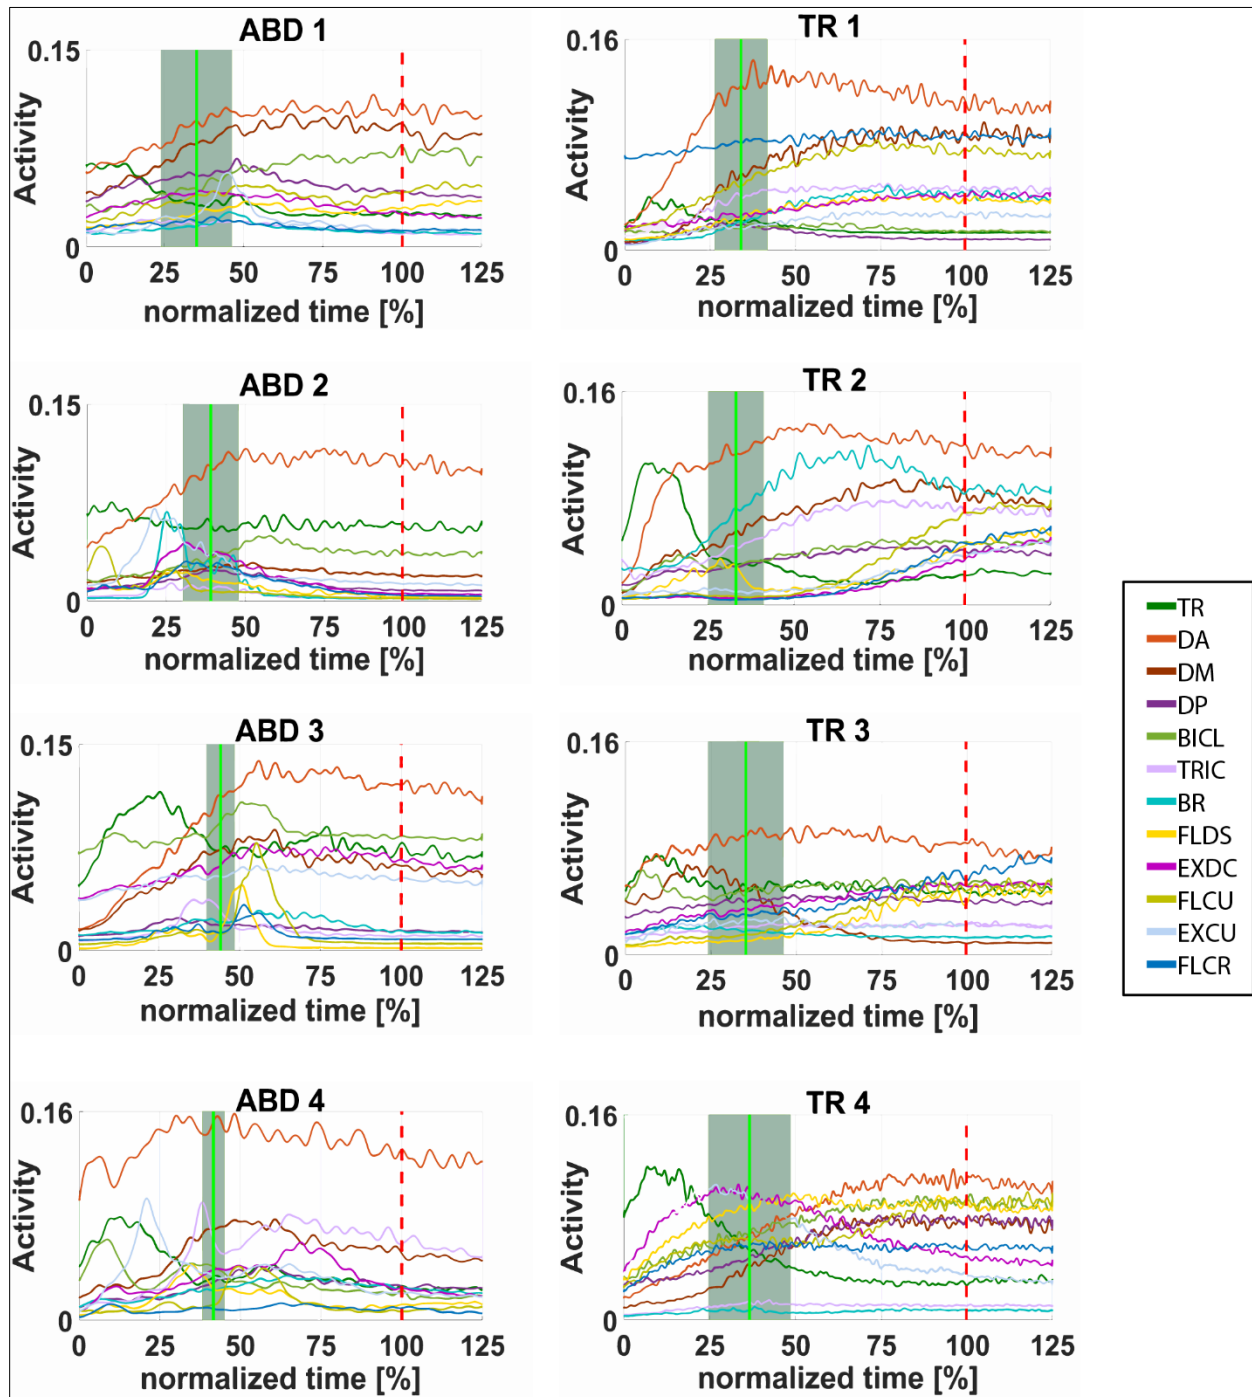 ABD 1
0.15
Activity
0
0 25 50 75 100 125
normalized time [%]
TR 1
0.16
Activity
0
0 25 50 75 100 125
normalized time [%]
ABD 2
0.15
Activity
0
0 25 50 75 100 125
normalized time [%]
TR 2
0.16
Activity
0
0 25 50 75 100 125
normalized time [%]
ABD 3
0.15
Activity
0
0 25 50 75 100 125
normalized time [%]
TR 3
0.16
Activity
0
0 25 50 75 100 125
normalized time [%]
ABD 4
0.16
Activity
0
0 25 50 75 100 125
normalized time [%]
TR 4
0.16
Activity
0
0 25 50 75 100 125
normalized time [%]
TR
DA
DM
DP
BICL
TRIC
BR
FLDS
EXDC
FLCU
EXCU
FLCR